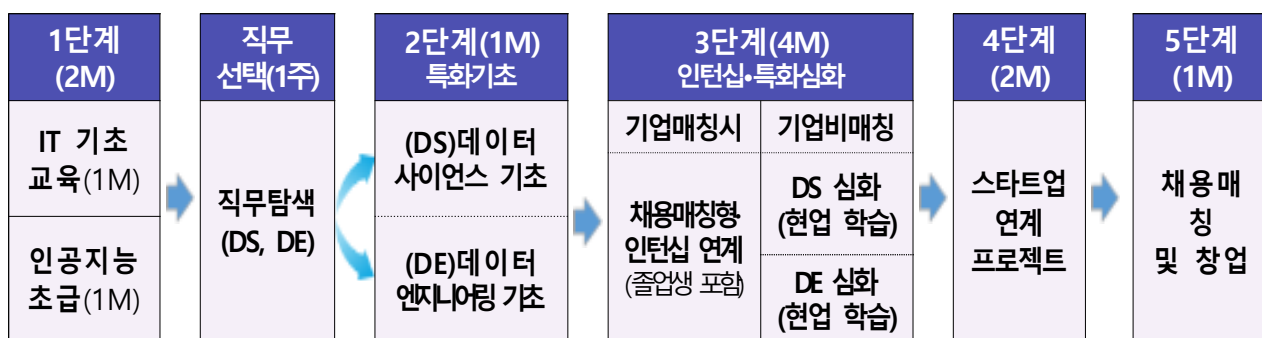 1단계
(2M)
IT 기초
교육(1M)
인공지능
초급(1M)
직무
선택(1주)
직무탐색
(DS, DE)
2단계(1M)
특화기초
(DS)데이터
사이언스 기초
(DE)데이터
엔지니어링 기초
3단계(4M)
인턴십•특화심화
기업매칭시
채용매칭형
인턴십 연계
(졸업생 포함)
기업비매칭
DS 심화
(현업 학습)
DE 심화
(현업 학습)
4단계
(2M)
스타트업
연계
프로젝트
5단계
(1M)
채용매
칭
및 창업